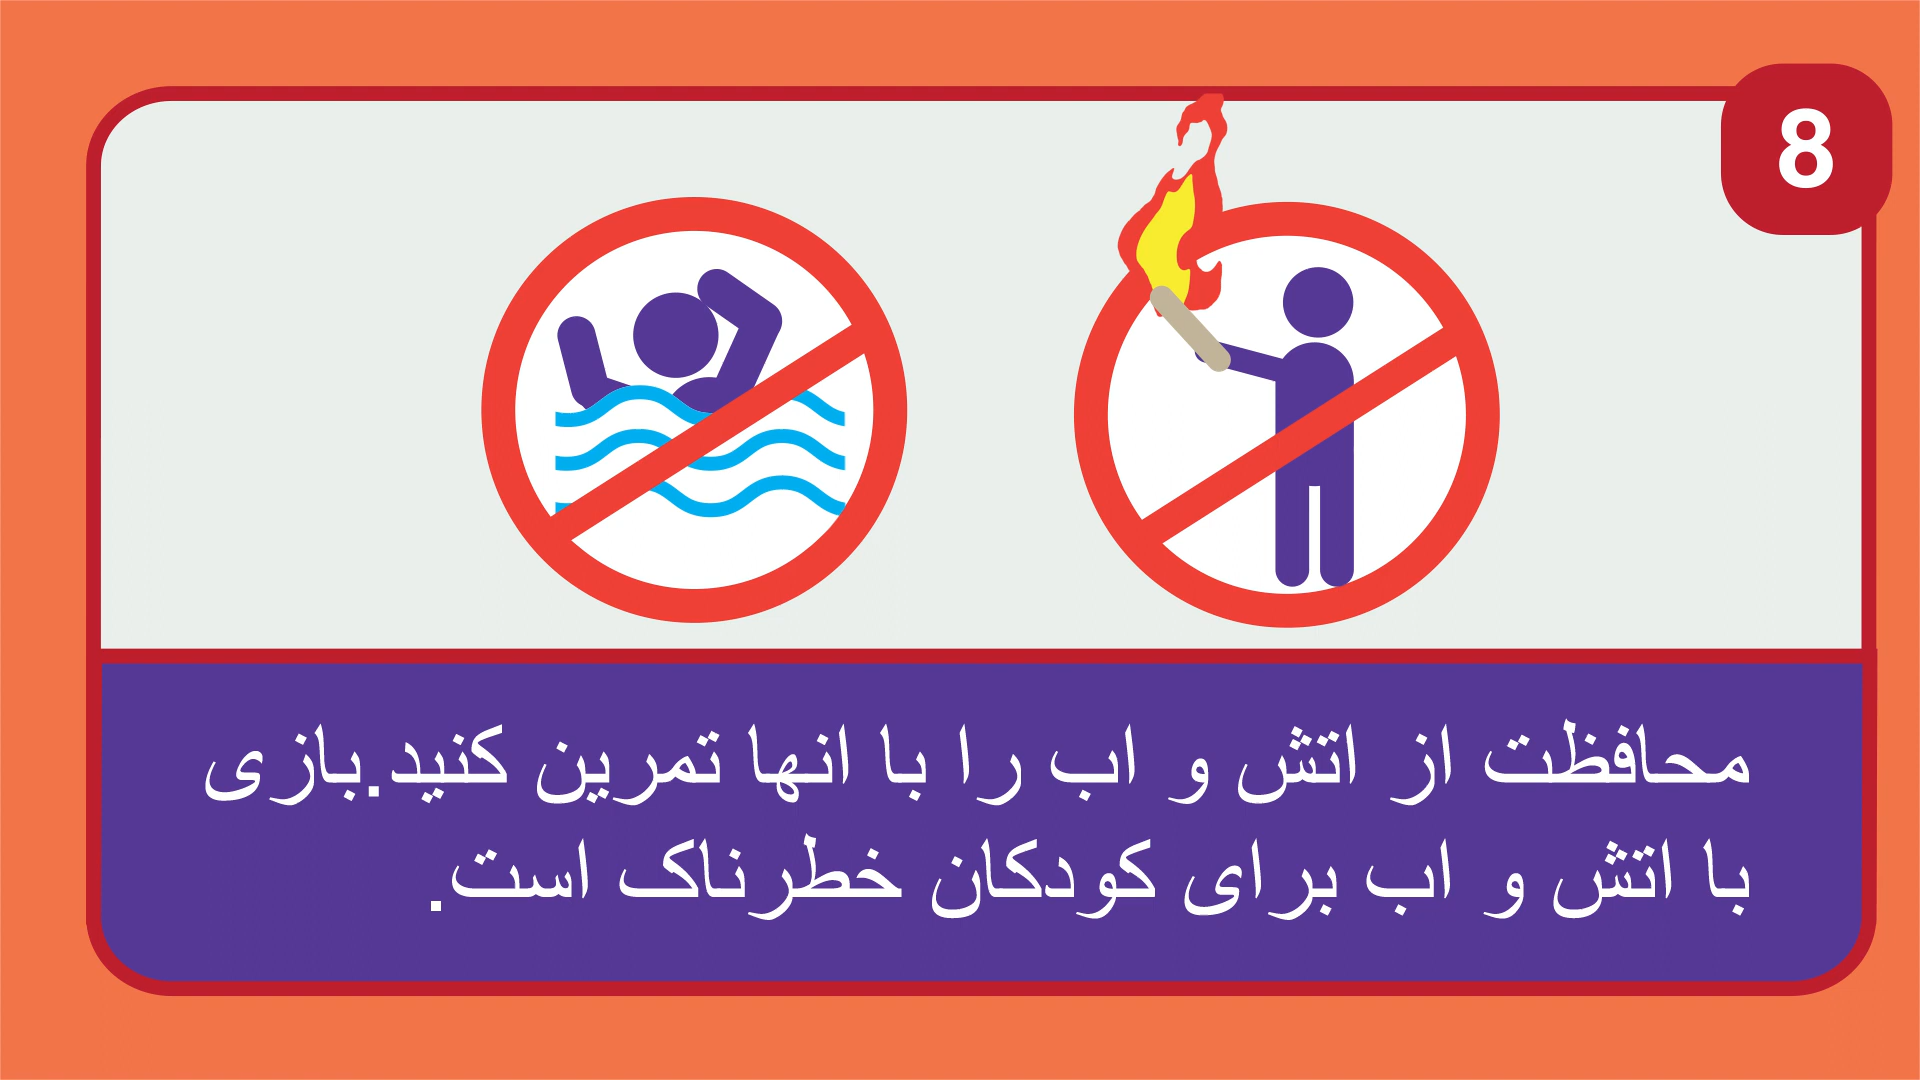 8
محافظت از اتش و اب را با انها تمرین کنید.بازی
با اتش و اب برای کودکان خطرناک است.